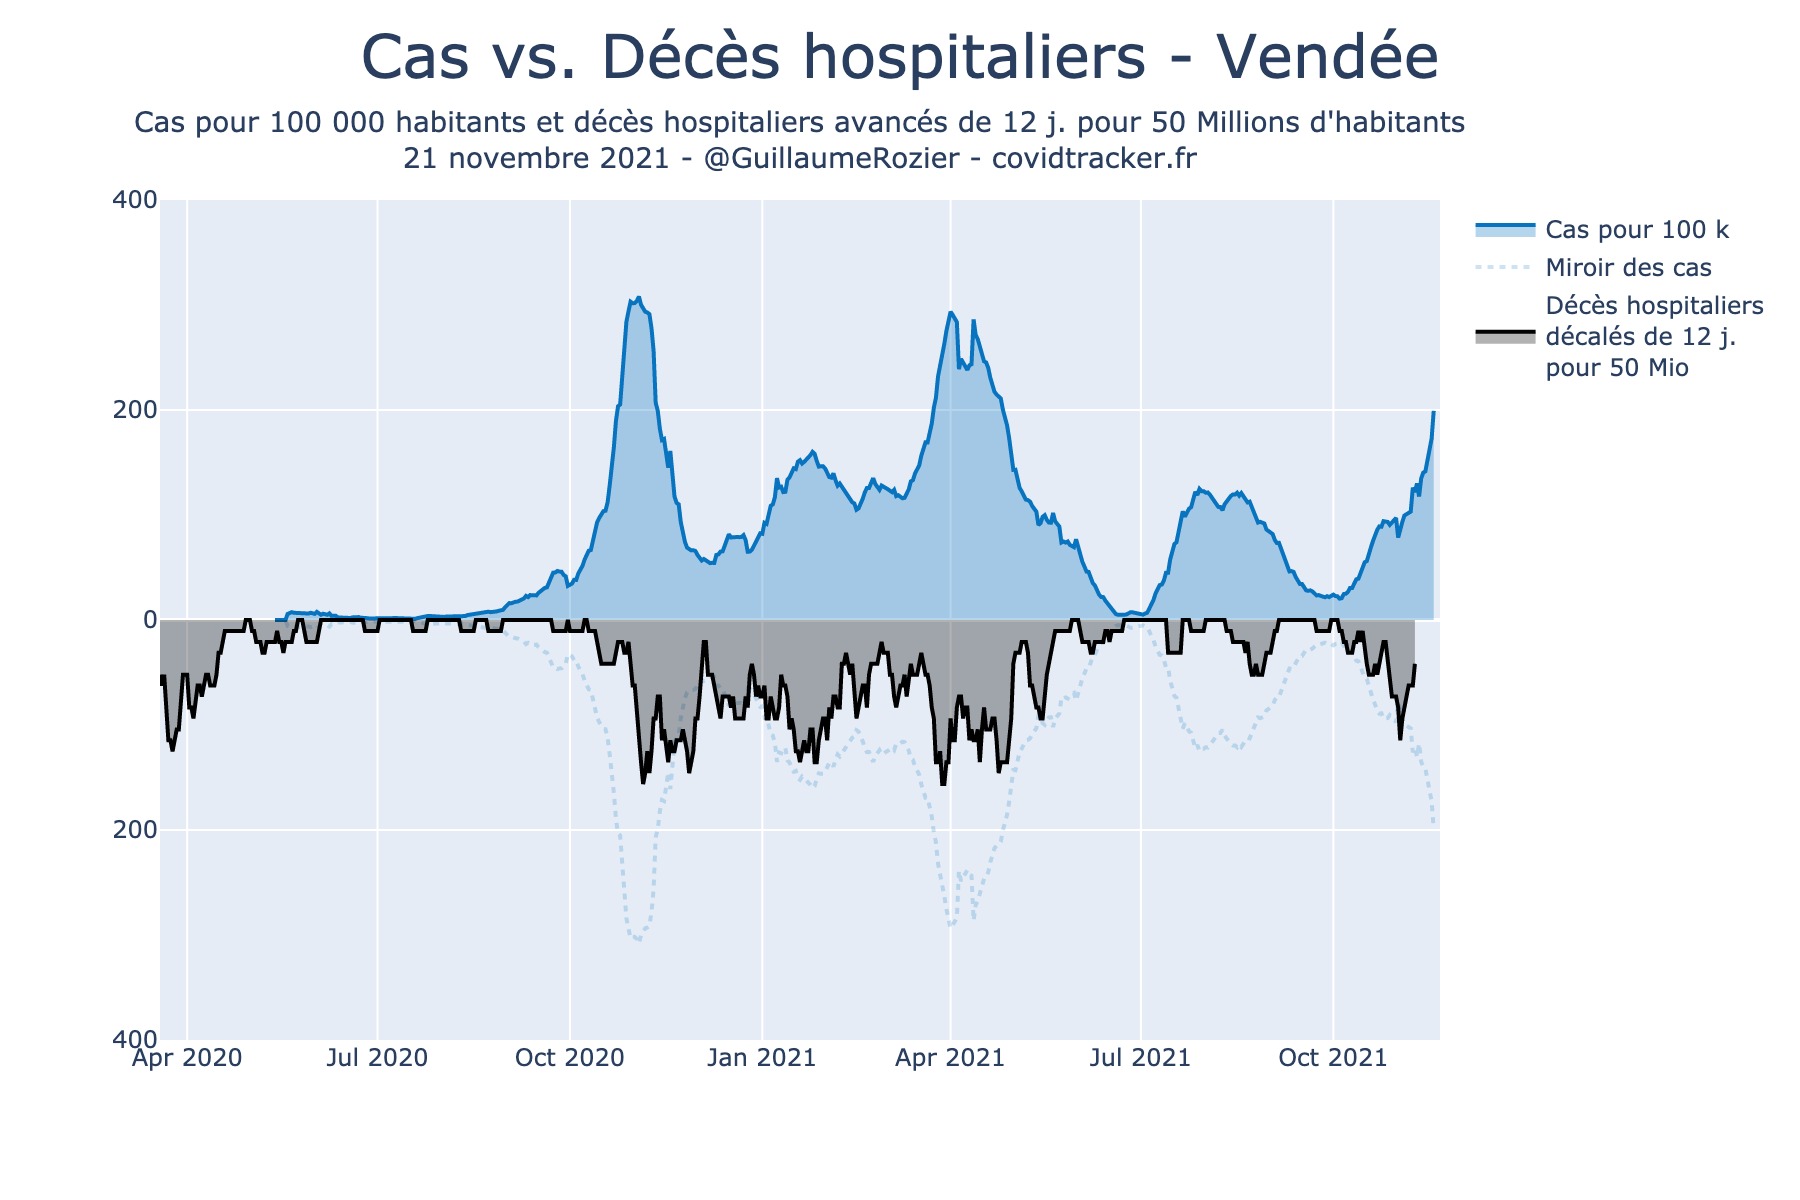 Cas vs. Décès hospitaliers - Vendée
Cas pour 100 000 habitants et décès hospitaliers avancés de 12 j. pour 50 Millions d'habitants
21 novembre 2021 - @GuillaumeRozier - covidtracker.fr
400
200
0
200
400
Apr 2020
Jul 2020
Oct 2020
Jan 2021
Apr 2021
Jul 2021
Oct 2021
Cas pour 100 k
Miroir des cas
Décès hospitaliers
décalés de 12 j.
pour 50 Mio